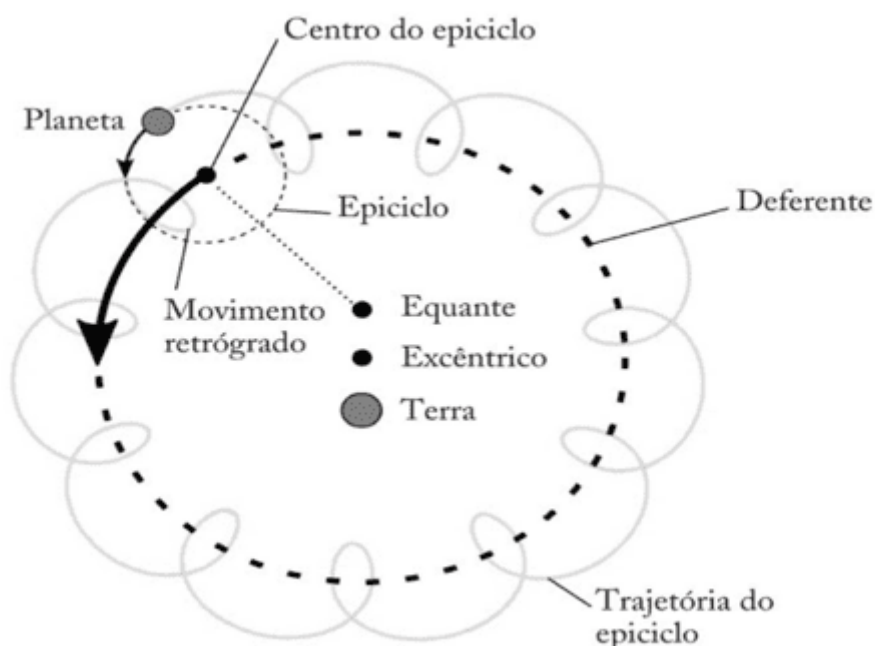 Centro do epiciclo
Planeta
Epiciclo
Deferente
Movimento
retrógrado
Equante
Excêntrico
Terra
Trajetória do
epiciclo